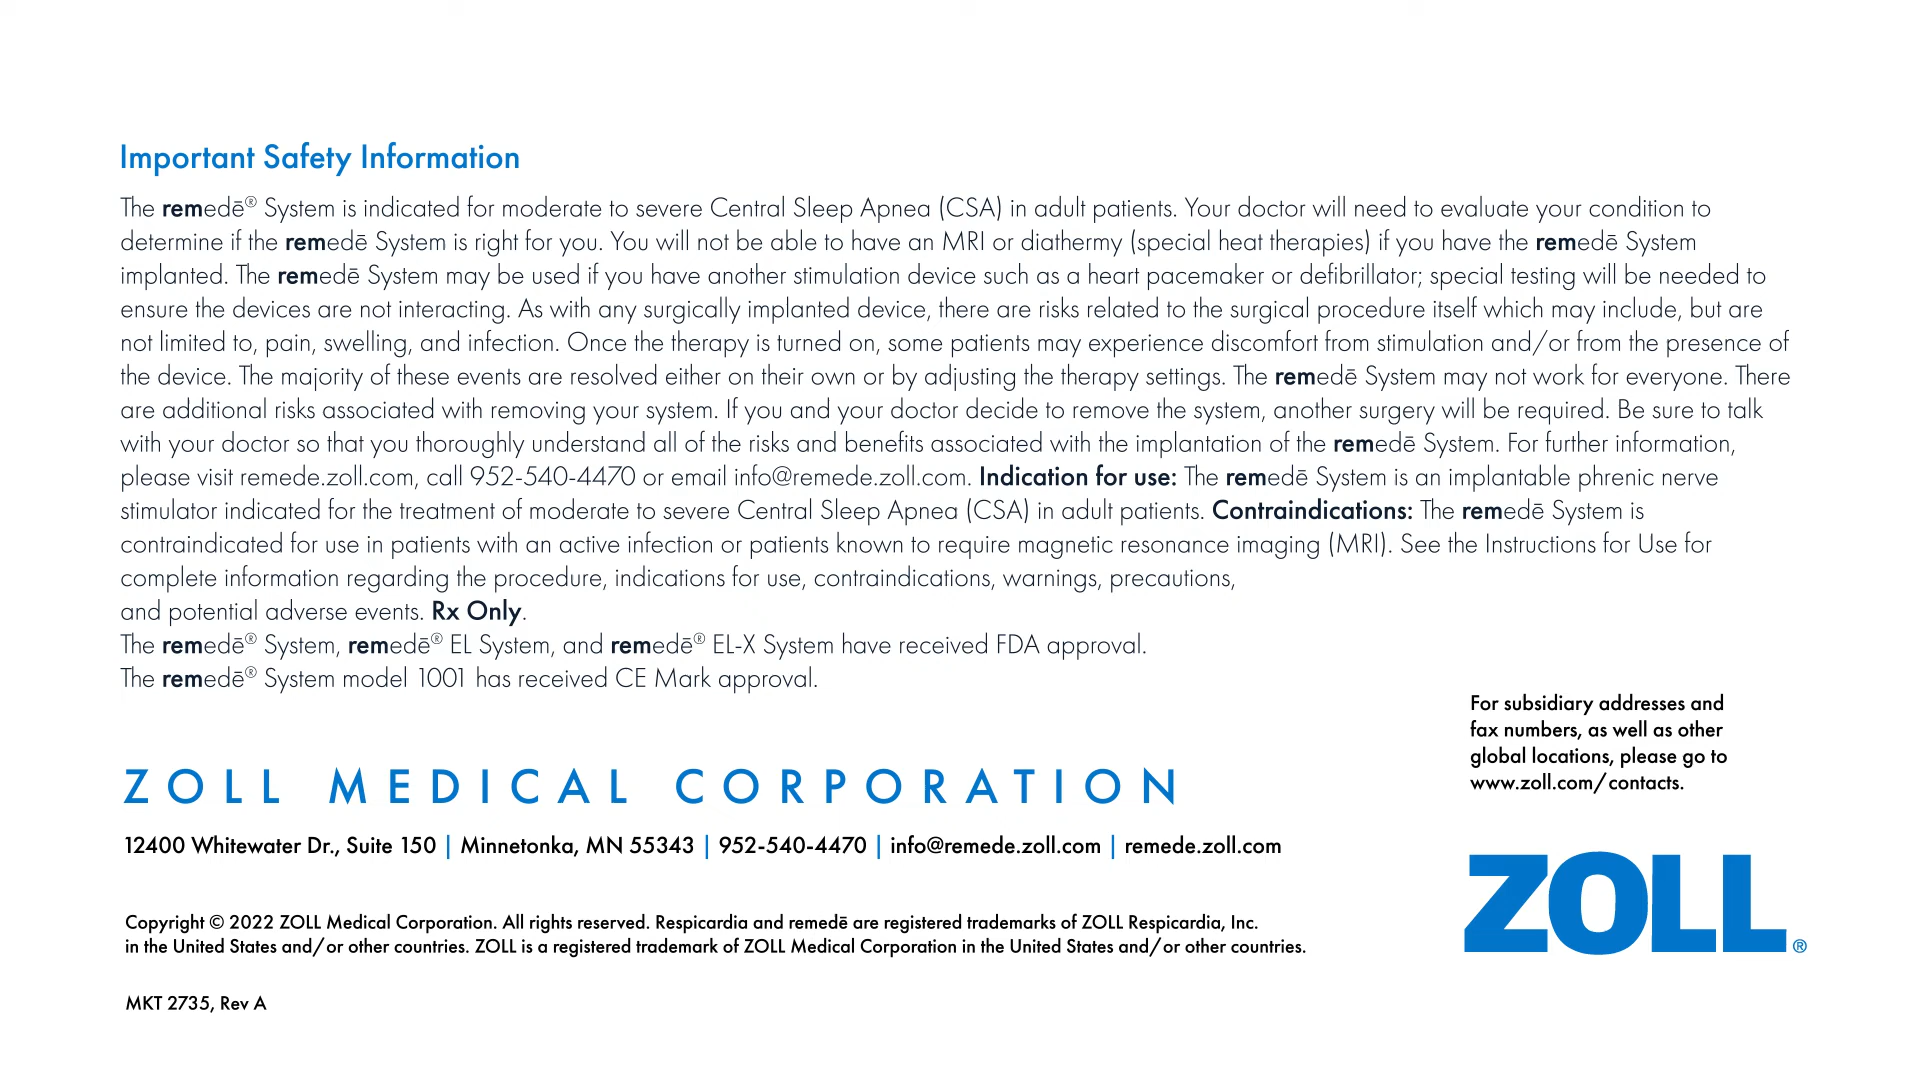 Important Safety Information
The remedē® System is indicated for moderate to severe Central Sleep Apnea (CSA) in adult patients. Your doctor will need to evaluate your condition to
determine if the remedē System is right for you. You will not be able to have an MRI or diathermy (special heat therapies) if you have the remedē System
implanted. The remedē System may be used if you have another stimulation device such as a heart pacemaker or defibrillator; special testing will be needed to
ensure the devices are not interacting. As with any surgically implanted device, there are risks related to the surgical procedure itself which may include, but are
not limited to, pain, swelling, and infection. Once the therapy is turned on, some patients may experience discomfort from stimulation and/or from the presence of
the device. The majority of these events are resolved either on their own or by adjusting the therapy settings. The remedē System may not work for everyone. There
are additional risks associated with removing your system. If you and your doctor decide to remove the system, another surgery will be required. Be sure to talk
with your doctor so that you thoroughly understand all of the risks and benefits associated with the implantation of the remedē System. For further information,
please visit remede.zoll.com, call 952-540-4470 or email info@remede.zoll.com. Indication for use: The remedē System is an implantable phrenic nerve
stimulator indicated for the treatment of moderate to severe Central Sleep Apnea (CSA) in adult patients. Contraindications: The remedē System is
contraindicated for use in patients with an active infection or patients known to require magnetic resonance imaging (MRI). See the Instructions for Use for
complete information regarding the procedure, indications for use, contraindications, warnings, precautions,
and potential adverse events. Rx Only.
The remedē® System, remedē® EL System, and remedē® EL-X System have received FDA approval.
The remedē® System model 1001 has received CE Mark approval.
For subsidiary addresses and
fax numbers, as well as other
global locations, please go to
www.zoll.com/contacts.
ZOLL MEDICAL CORPORATION
12400 Whitewater Dr., Suite 150 | Minnetonka, MN 55343 | 952-540-4470 | info@remede.zoll.com | remede.zoll.com
ZOLL®
Copyright © 2022 ZOLL Medical Corporation. All rights reserved. Respicardia and remedē are registered trademarks of ZOLL Respicardia, Inc.
in the United States and/or other countries. ZOLL is a registered trademark of ZOLL Medical Corporation in the United States and/or other countries.
MKT 2735, Rev A